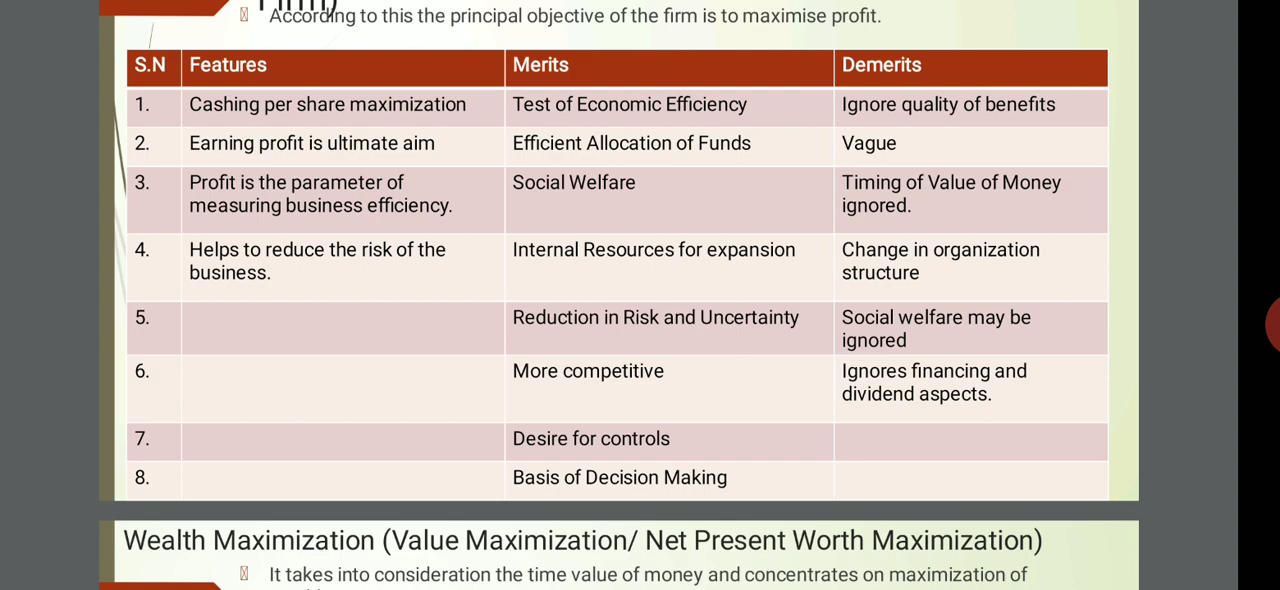 Firm)
According to this the principal objective of the firm is to maximise profit.
S.N Features Merits Demerits
1. Cashing per share maximization Test of Economic Efficiency Ignore quality of benefits
2. Earning profit is ultimate aim Efficient Allocation of Funds Vague
3. Profit is the parameter of Social Welfare Timing of Value of Money
measuring business efficiency. ignored.
4. Helps to reduce the risk of the Internal Resources for expansion Change in organization
business. structure
5. Reduction in Risk and Uncertainty Social welfare may be
ignored
6. More competitive Ignores financing and
dividend aspects.
7. Desire for controls
8. Basis of Decision Making
Wealth Maximization (Value Maximization/ Net Present Worth Maximization)
It takes into consideration the time value of money and concentrates on maximization of